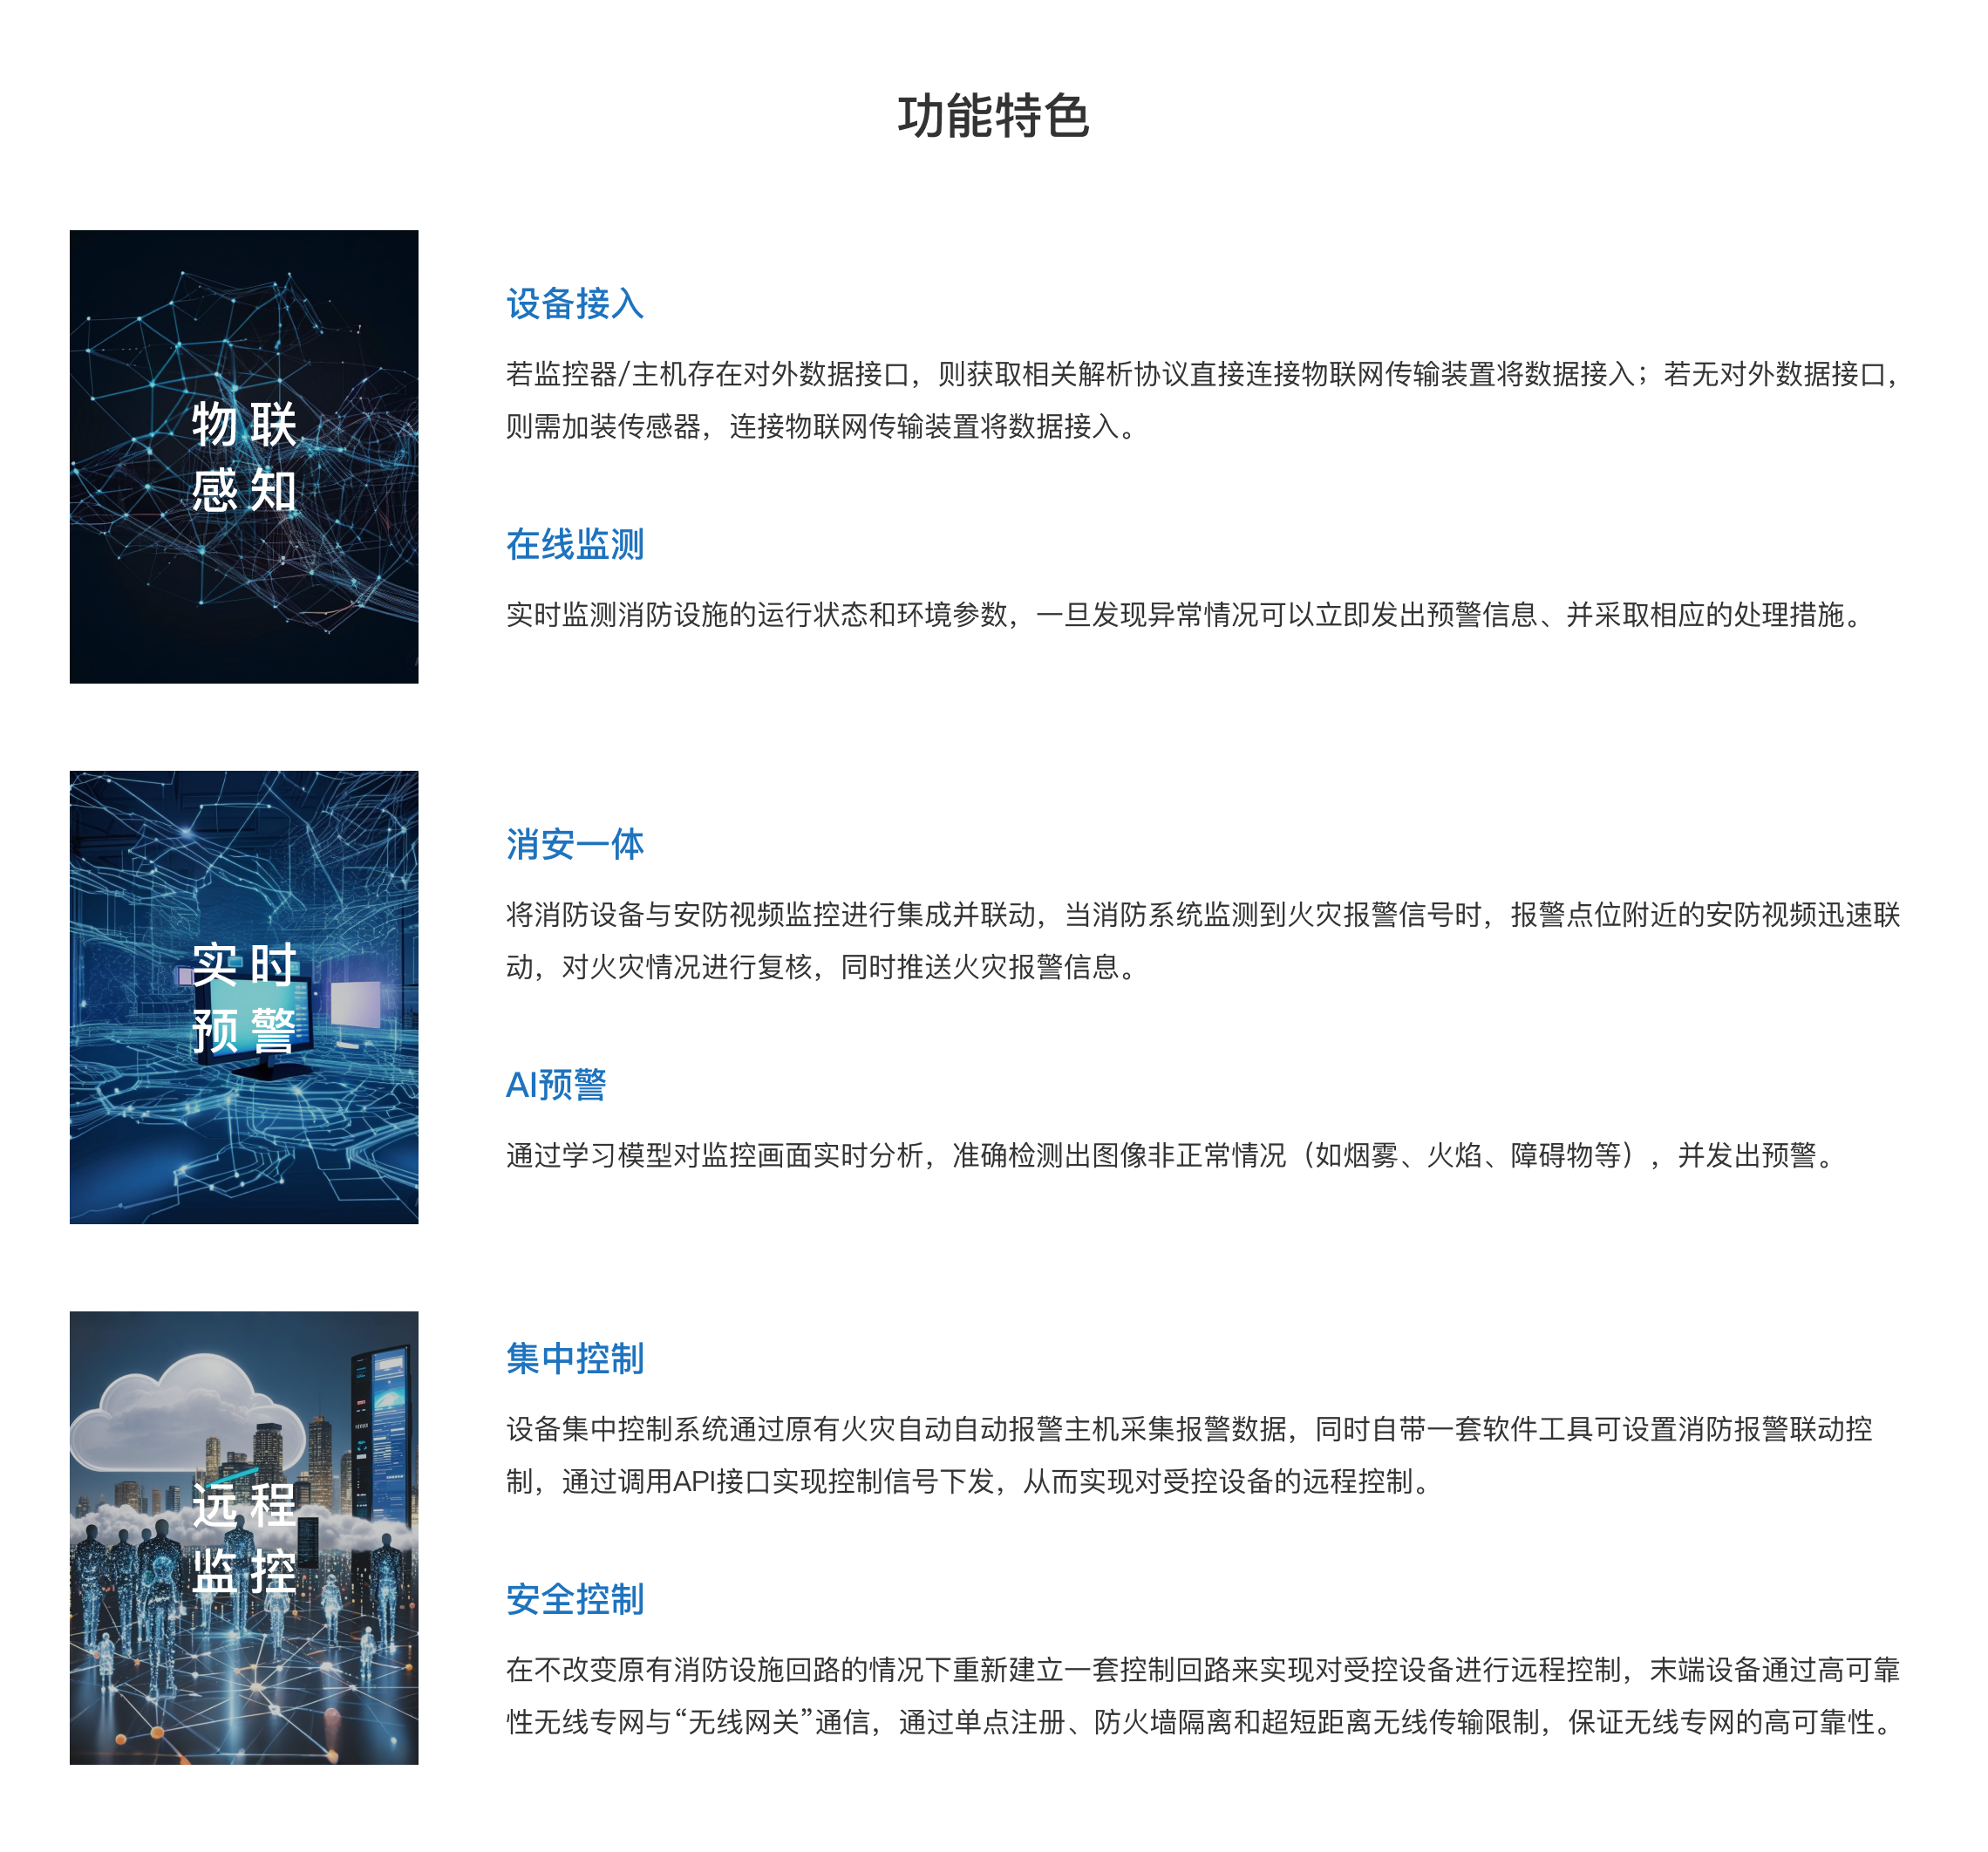 功能特色
物联
感知
设备接入
若监控器/主机存在对外数据接口，则获取相关解析协议直接连接物联网传输装置将数据接入；若无对外数据接口，
则需加装传感器，连接物联网传输装置将数据接入。
在线监测
实时监测消防设施的运行状态和环境参数，一旦发现异常情况可以立即发出预警信息、并采取相应的处理措施。
实时
预警
消安一体
将消防设备与安防视频监控进行集成并联动，当消防系统监测到火灾报警信号时，报警点位附近的安防视频迅速联
动，对火灾情况进行复核，同时推送火灾报警信息。
AI预警
通过学习模型对监控画面实时分析，准确检测出图像非正常情况（如烟雾、火焰、障碍物等），并发出预警。
远程
监控
集中控制
设备集中控制系统通过原有火灾自动自动报警主机采集报警数据，同时自带一套软件工具可设置消防报警联动控
制，通过调用API接口实现控制信号下发，从而实现对受控设备的远程控制。
安全控制
在不改变原有消防设施回路的情况下重新建立一套控制回路来实现对受控设备进行远程控制，末端设备通过高可靠
性无线专网与“无线网关”通信，通过单点注册、防火墙隔离和超短距离无线传输限制，保证无线专网的高可靠性。